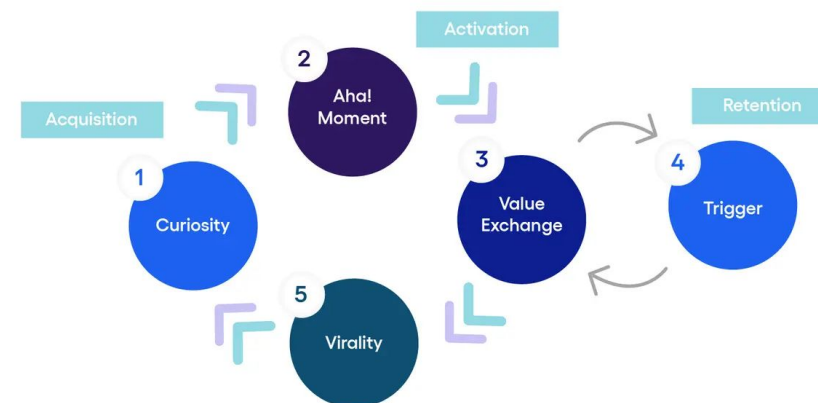 Activation
2
Aha!
Moment
Acquisition
Retention
3
4
1
Value
Exchange
Trigger
Curiosity
5
Virality